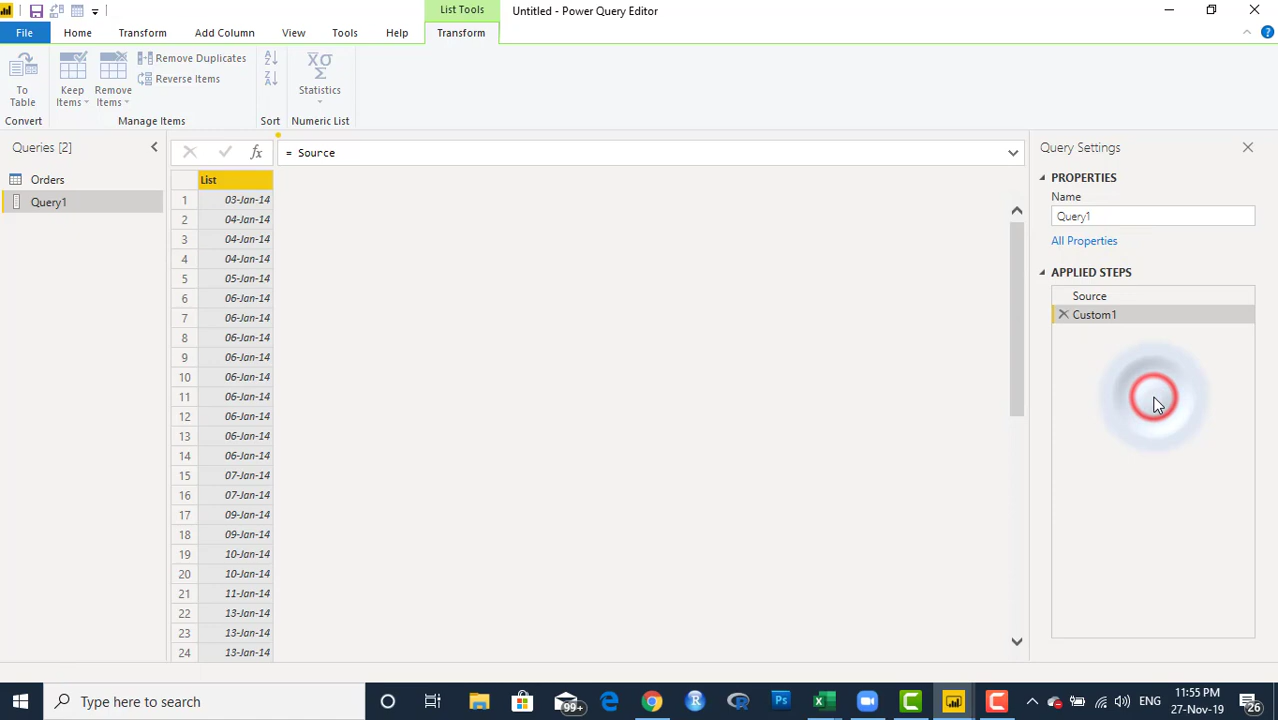 List Tools
Untitled - Power Query Editor
File
Home
Transform
Add Column
View
Tools
Help
Transform
To Table
Keep Items
Remove Items
Remove Duplicates
Reverse Items
Statistics
Convert
Manage Items
Sort
Numeric List
Queries [2]
= Source
Query Settings
Orders
Query1
List
1 03-Jan-14
2 04-Jan-14
3 04-Jan-14
4 04-Jan-14
5 05-Jan-14
6 06-Jan-14
7 06-Jan-14
8 06-Jan-14
9 06-Jan-14
10 06-Jan-14
11 06-Jan-14
12 06-Jan-14
13 06-Jan-14
14 06-Jan-14
15 07-Jan-14
16 07-Jan-14
17 09-Jan-14
18 09-Jan-14
19 10-Jan-14
20 10-Jan-14
21 11-Jan-14
22 13-Jan-14
23 13-Jan-14
24 13-Jan-14
PROPERTIES
Name
Query1
All Properties
APPLIED STEPS
Source
Custom1
Type here to search
99+
ENG
11:55 PM
27-Nov-19
26